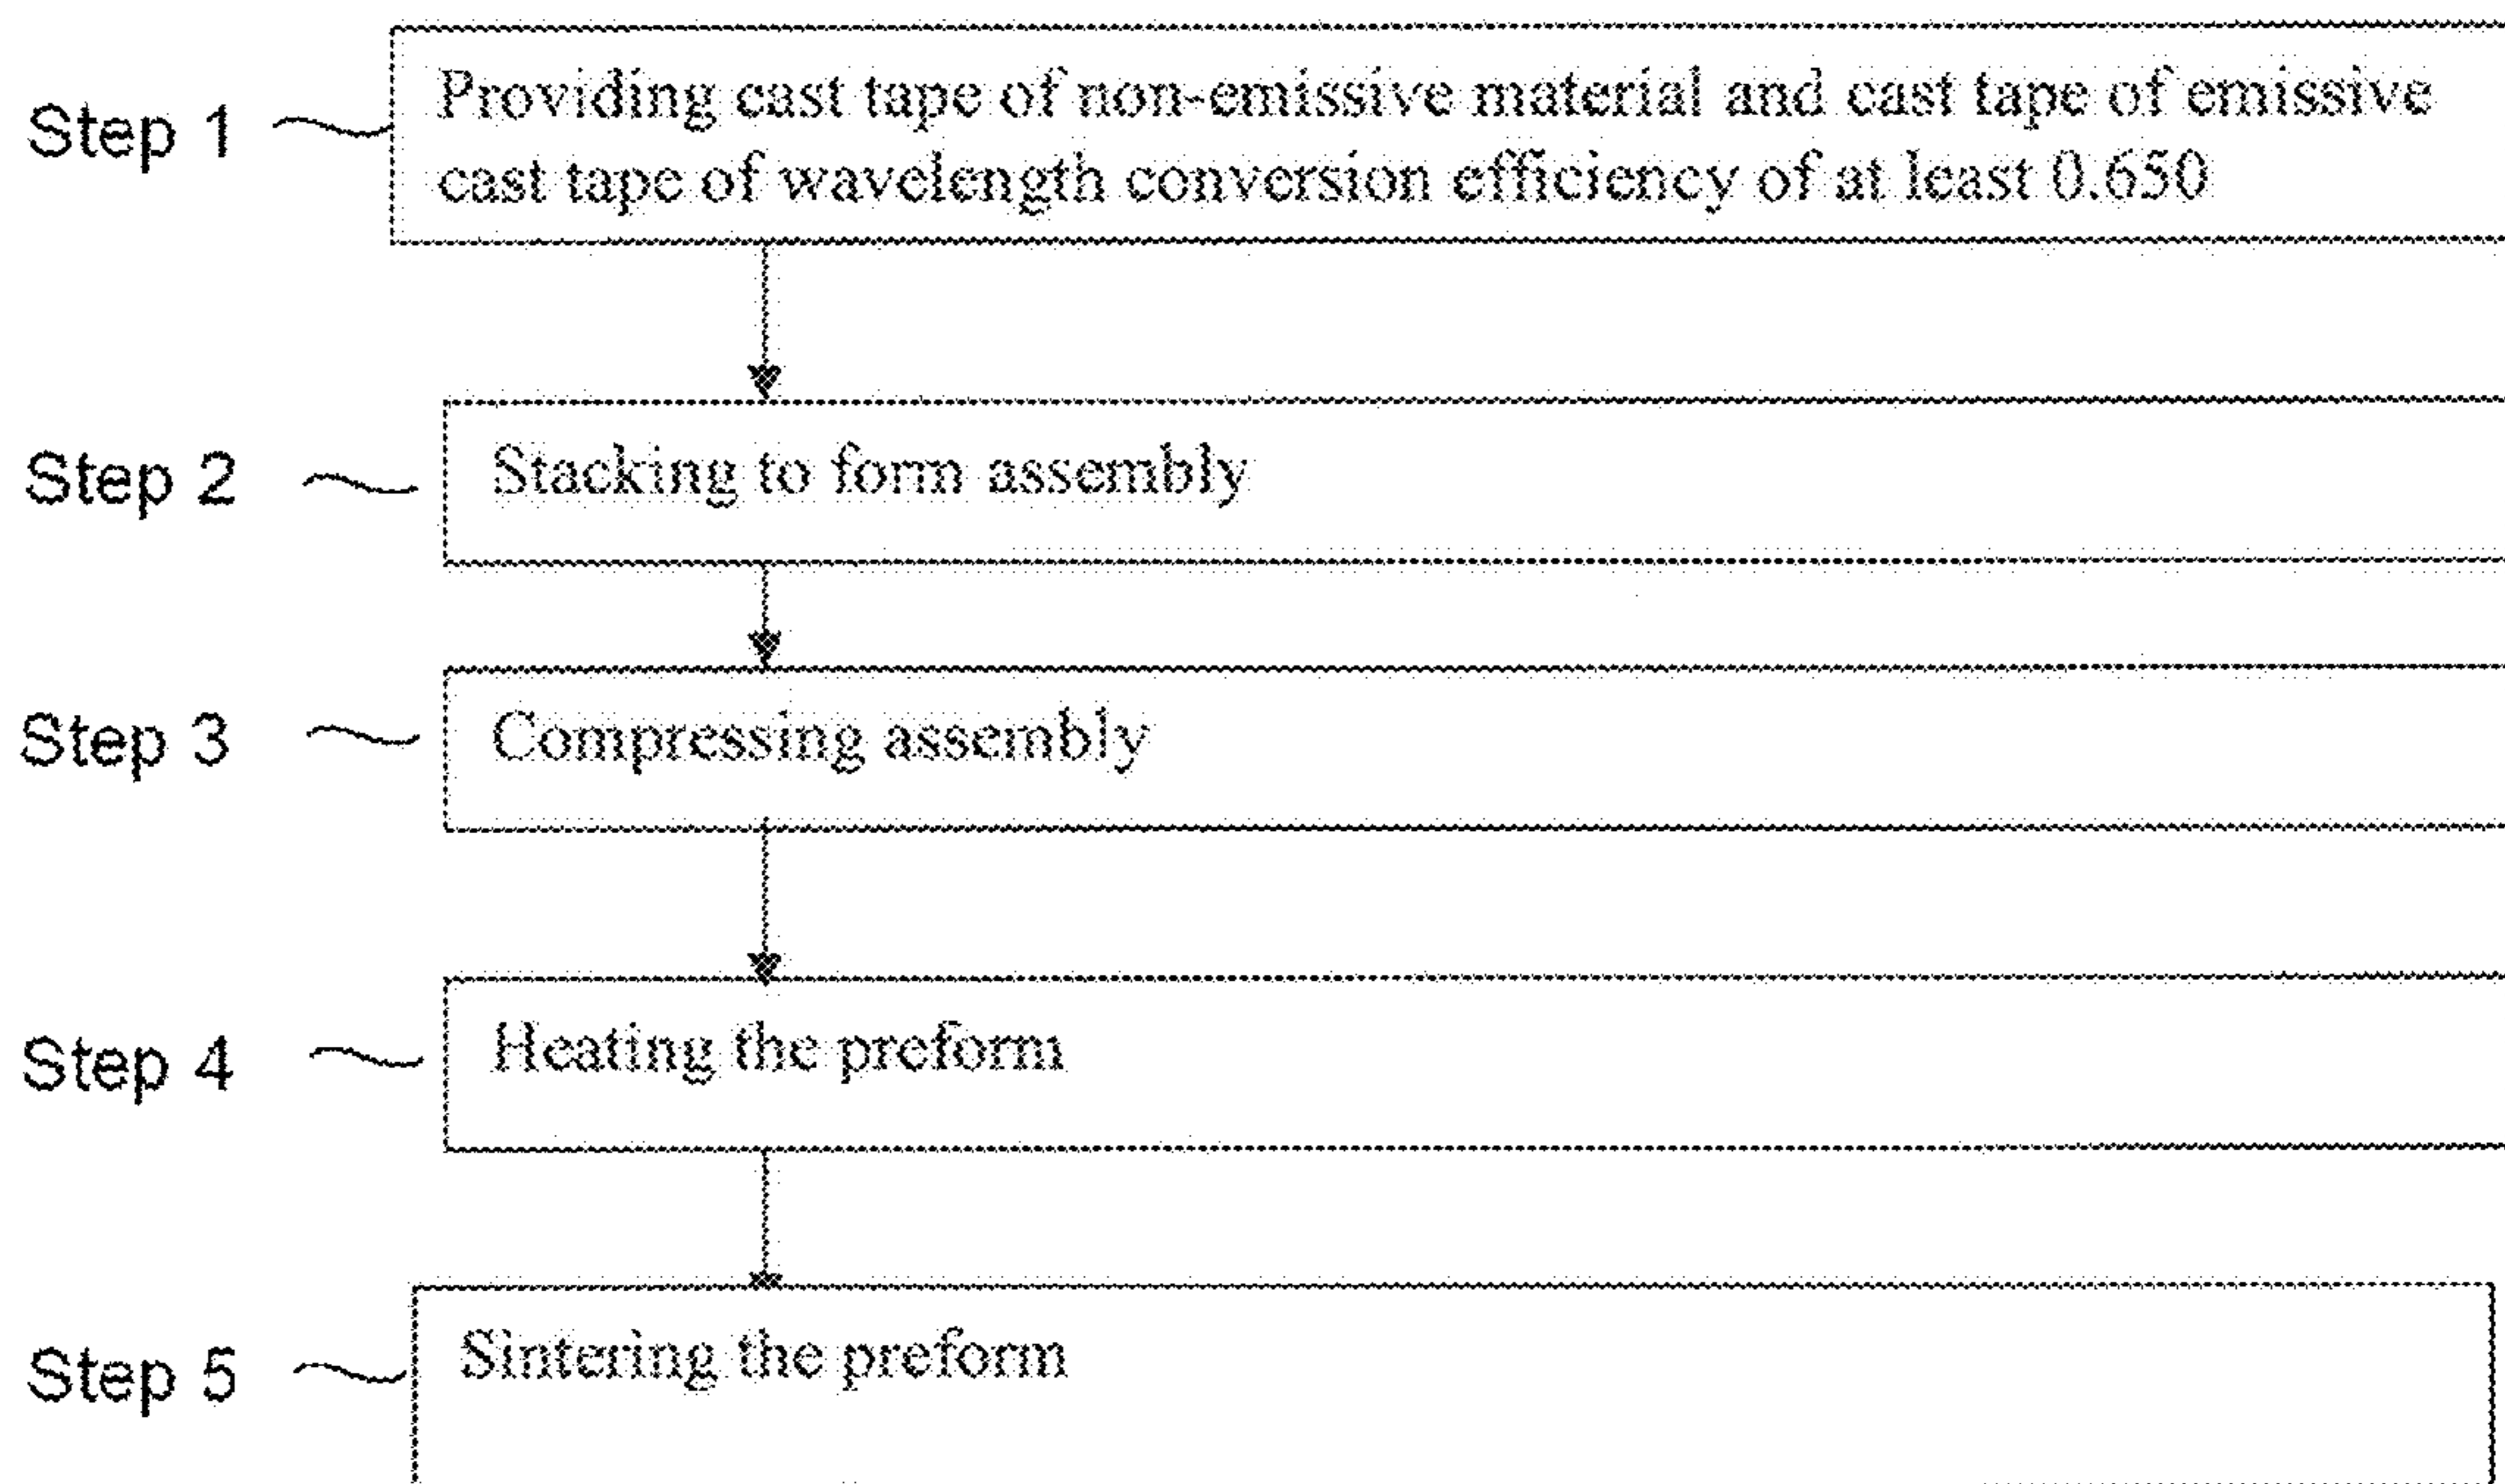 Step 1
Providing cast tape of non-emissive material and cast tape of emissive
cast tape of wavelength conversion efficiency of at least 0.650
Step 2
Stacking to form assembly
Step 3
Compressing assembly
Step 4
Heating the preform
Step 5
Sintering the preform